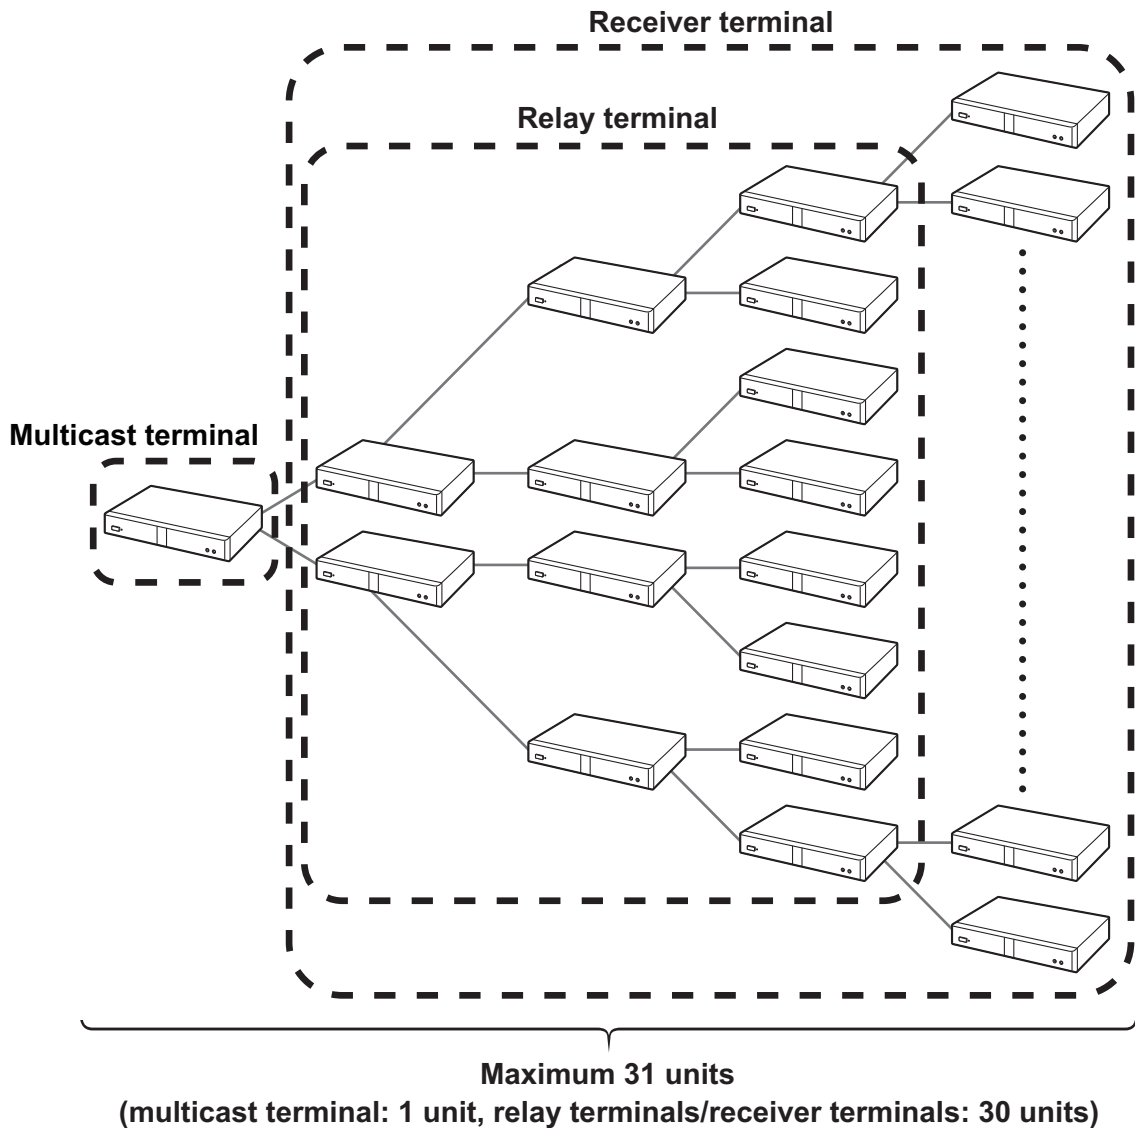 Receiver terminal
Relay terminal
Multicast terminal
Maximum 31 units
(multicast terminal: 1 unit, relay terminals/receiver terminals: 30 units)